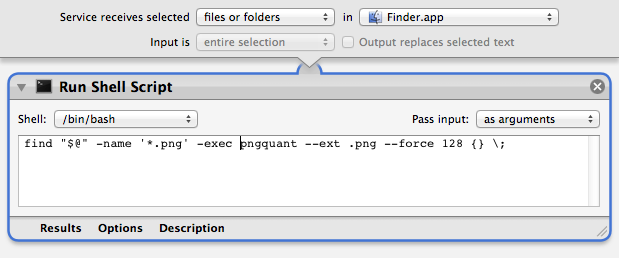 Service receives selected files or folders in Finder.app
Input is entire selection Output replaces selected text
Run Shell Script
Shell: /bin/bash Pass input: as arguments
find "$@" -name '*.png' -exec pngquant --ext .png --force 128 {} \;
Results Options Description